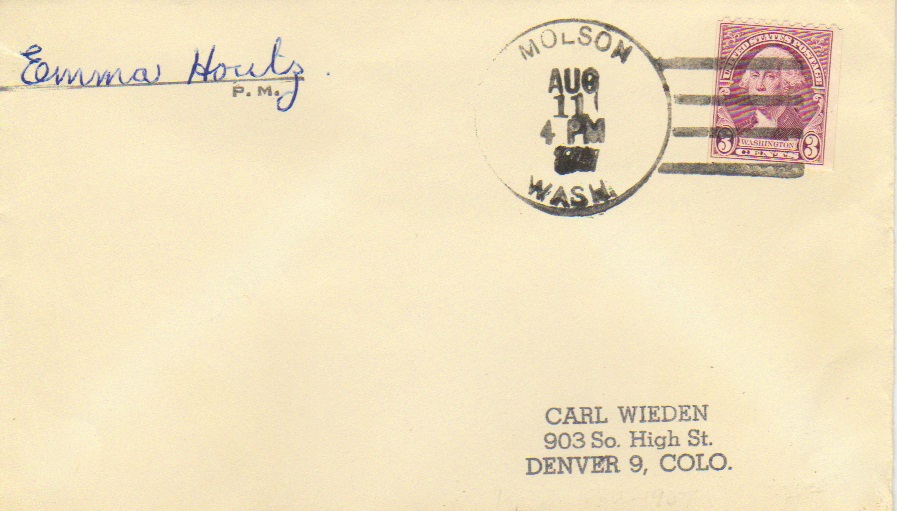 Emma Houtz
P. M.
MOLSON
AUG
11
4 PM
WASH.
UNITED STATES POSTAGE
3 WASHINGTON 3
CENTS
CARL WIEDEN
903 So. High St.
DENVER 9, COLO.